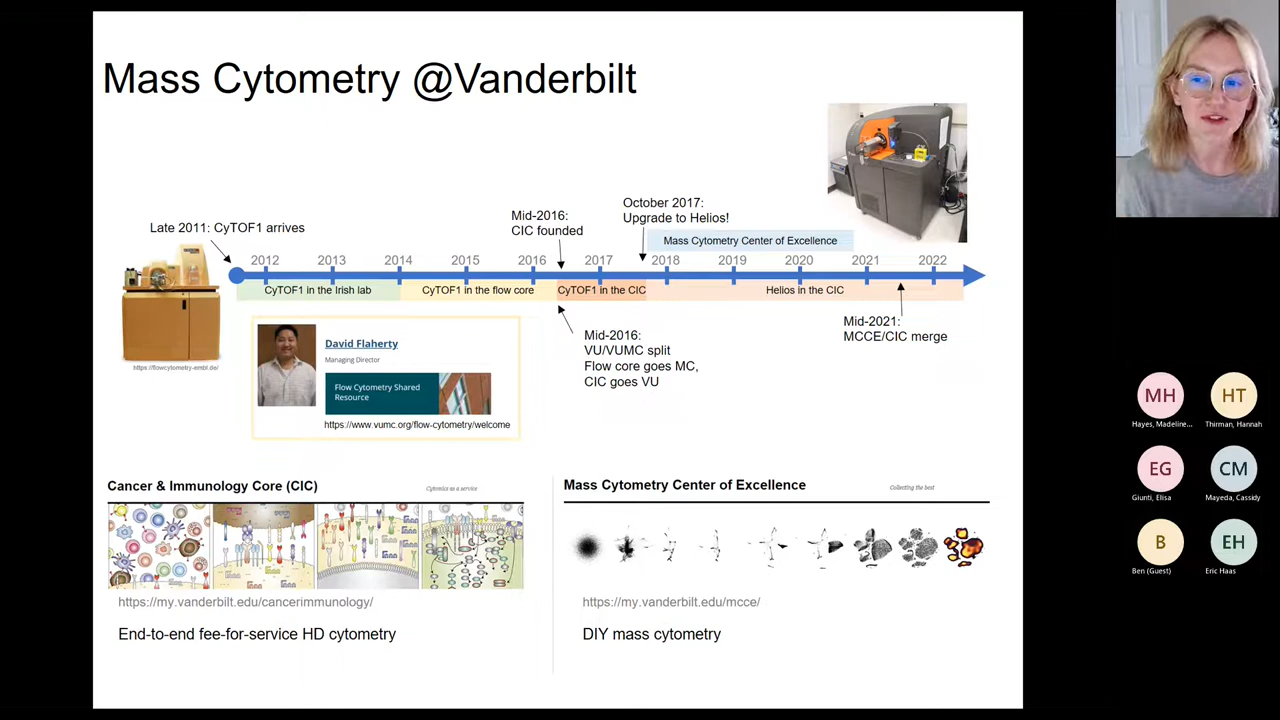 Mass Cytometry @Vanderbilt
Late 2011: CyTOF1 arrives
Mid-2016:
CIC founded
October 2017:
Upgrade to Helios!
Mass Cytometry Center of Excellence
2012 2013 2014 2015 2016 2017 2018 2019 2020 2021 2022
CyTOF1 in the Irish lab
CyTOF1 in the flow core
CyTOF1 in the CIC
Helios in the CIC
https://flowcytometry-embl.de/
David Flaherty
Managing Director
Flow Cytometry Shared
Resource
https://www.vumc.org/flow-cytometry/welcome
Mid-2016:
VU/VUMC split
Flow core goes MC,
CIC goes VU
Mid-2021:
MCCE/CIC merge
Cancer & Immunology Core (CIC)
Cytomics as a service
https://my.vanderbilt.edu/cancerimmunology/
End-to-end fee-for-service HD cytometry
Mass Cytometry Center of Excellence
Collecting the best
https://my.vanderbilt.edu/mcce/
DIY mass cytometry
MH
Hayes, Madeline...
HT
Thirman, Hannah
EG
Giunti, Elisa
CM
Mayeda, Cassidy
B
Ben (Guest)
EH
Eric Haas